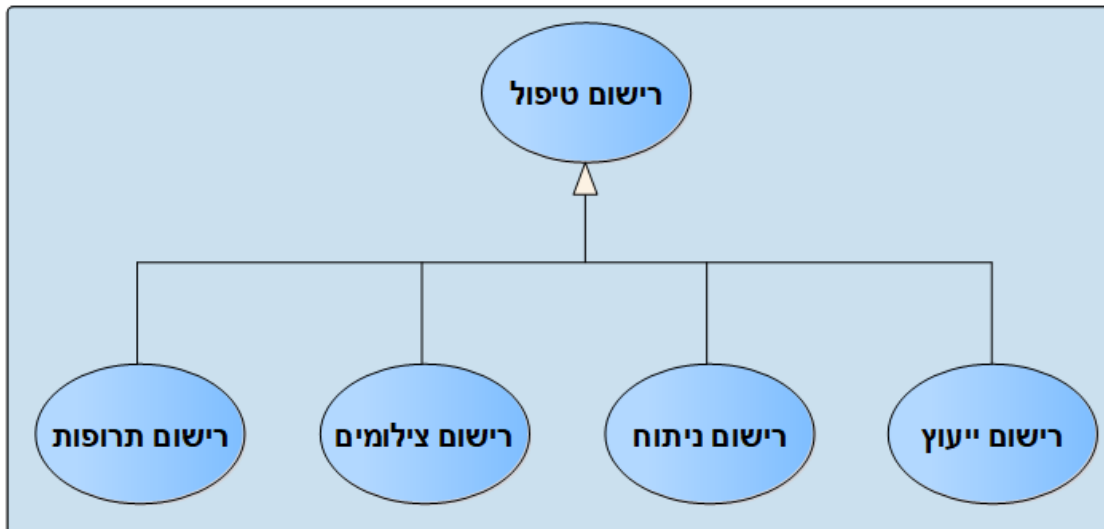 רישום טיפול
רישום ייעוץ
רישום ניתוח
רישום צילומים
רישום תרופות